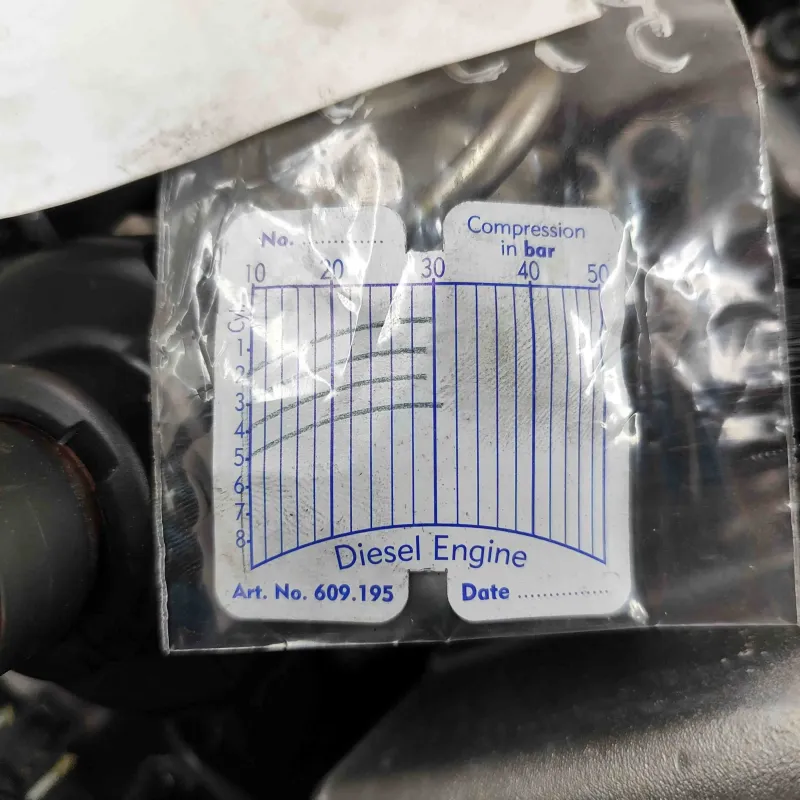 No. ..............
Compression
in bar
10 20 30 40 50
Cyl.
1
2
3
4
5
6
7
8
Diesel Engine
Art. No. 609.195
Date ................